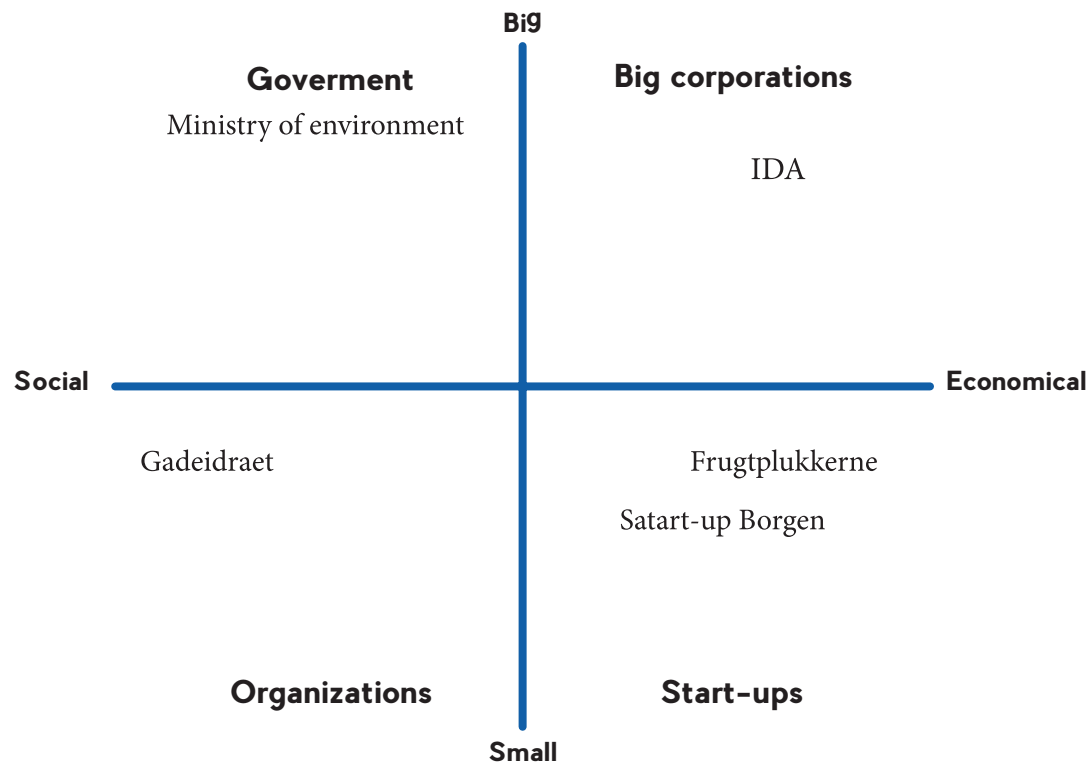 Big
Goverment
Big corporations
Ministry of environment
IDA
Social
Economical
Gadeidraet
Frugtplukkerne
Satart-up Borgen
Organizations
Start-ups
Small